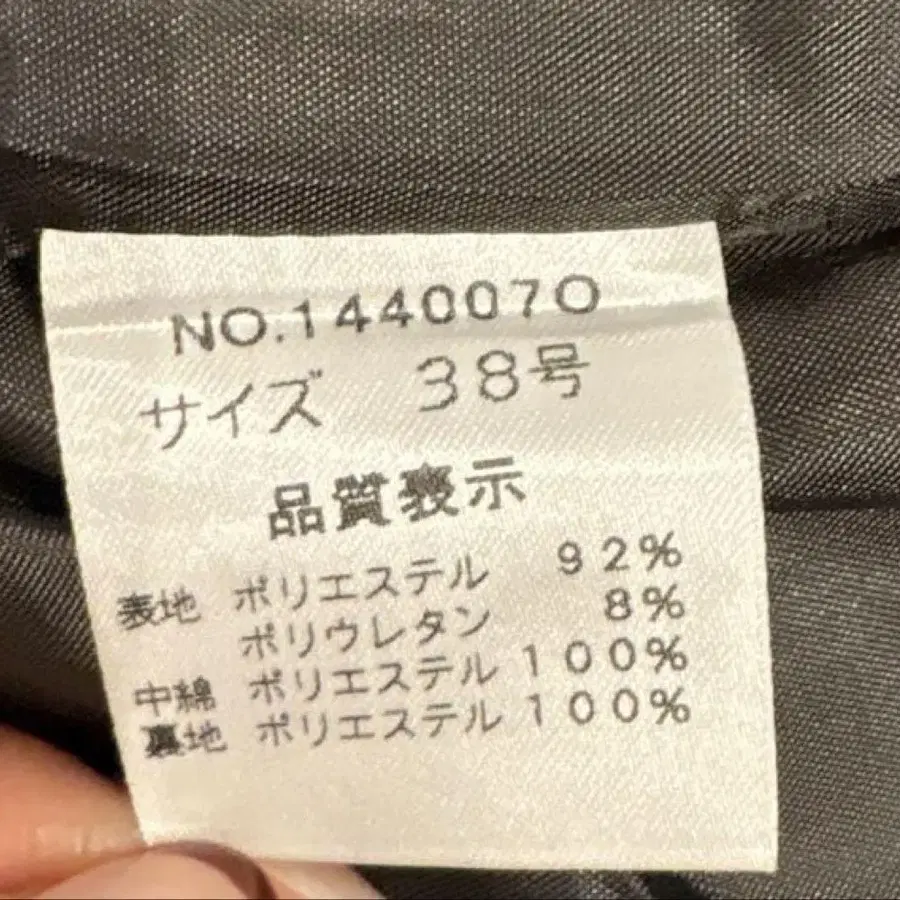 NO.1440070
サイズ 38号
品質表示
表地 ポリエステル 92%
ポリウレタン 8%
中綿 ポリエステル 100%
裏地 ポリエステル 100%